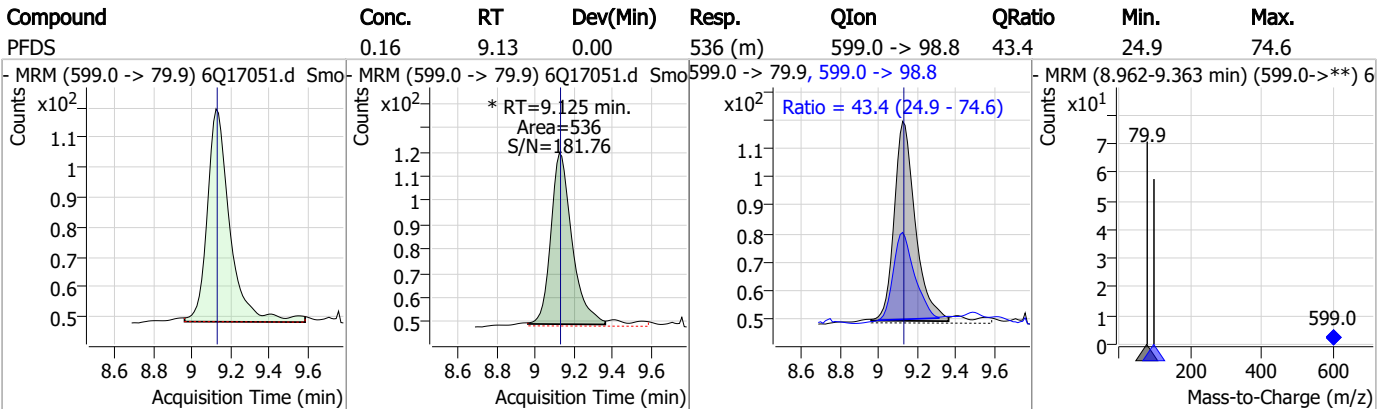 Compound Conc. RT Dev(Min) Resp. QIon QRatio Min. Max.
PFDS 0.16 9.13 0.00 536 (m) 599.0 -> 98.8 43.4 24.9 74.6
- MRM (599.0 -> 79.9) 6Q17051.d Smo
Counts
x10²
1.1
1
0.9
0.8
0.7
0.6
0.5
8.6 8.8 9 9.2 9.4 9.6
Acquisition Time (min)
- MRM (599.0 -> 79.9) 6Q17051.d Smo
Counts
x10²
* RT=9.125 min.
Area=536
S/N=181.76
1.2
1.1
1
0.9
0.8
0.7
0.6
0.5
8.6 8.8 9 9.2 9.4 9.6
Acquisition Time (min)
599.0 -> 79.9, 599.0 -> 98.8
Counts
x10²
Ratio = 43.4 (24.9 - 74.6)
1.1
1
0.9
0.8
0.7
0.6
0.5
8.6 8.8 9 9.2 9.4 9.6
Acquisition Time (min)
- MRM (8.962-9.363 min) (599.0->**) 6
Counts
x10¹
79.9
7
6
5
4
3
2
1
0
599.0
200 400 600
Mass-to-Charge (m/z)